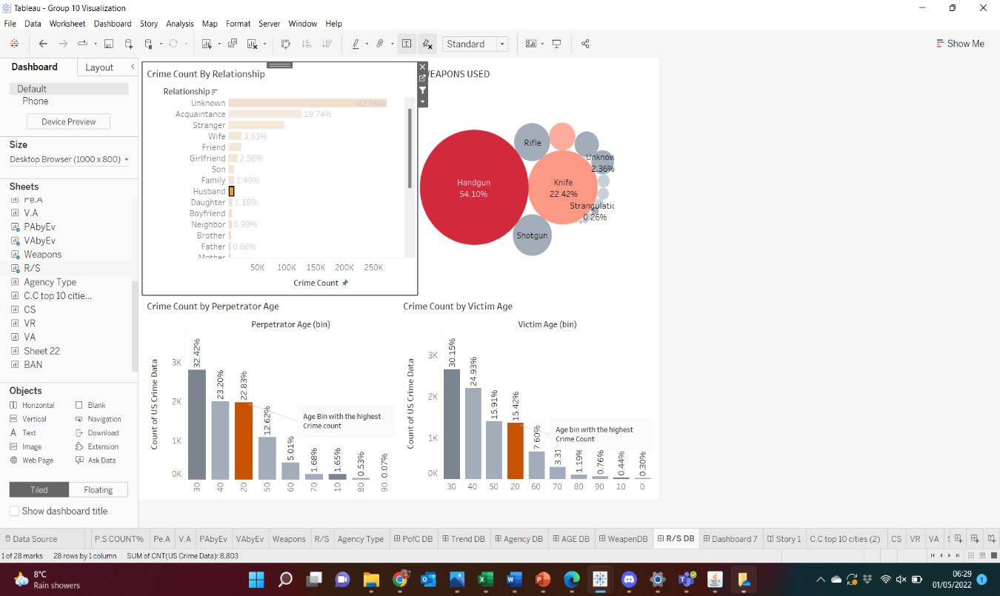 Tableau - Group 10 Visualization
File Data Worksheet Dashboard Story Analysis Map Format Server Window Help
Standard
Show Me
Dashboard Layout
Default
Phone
Device Preview
Size
Desktop Browser (1000 x 800)
Sheets
Pe.A
V.A
PAbyEv
VAbyEv
Weapons
R/S
Agency Type
C.C top 10 citie...
CS
VR
VA
Sheet 22
BAN
Objects
Horizontal Blank
Vertical Navigation
Text Download
Image Extension
Web Page Ask Data
Tiled Floating
Show dashboard title
Crime Count By Relationship
Relationship
Unknown 42.76%
Acquaintance 19.74%
Stranger
Wife 3.63%
Friend
Girlfriend 2.58%
Son
Family 1.49%
Husband
Daughter 1.18%
Boyfriend
Neighbor 0.99%
Brother
Father 0.68%
Mother
50K 100K 150K 200K 250K
Crime Count
EAPONS USED
Rifle
Handgun
54.10%
Knife
22.42%
Unknow
2.36%
Strangulatic
0.26%
Shotgun
Crime Count by Perpetrator Age
Perpetrator Age (bin)
Count of US Crime Data
3K
2K
1K
0K
32.42% 23.20% 22.83% 12.62% 5.01% 1.68% 1.65% 0.53% 0.07%
Age Bin with the highest
Crime count
30 40 20 50 60 70 10 80 90
Crime Count by Victim Age
Victim Age (bin)
Count of US Crime Data
3K
2K
1K
0K
30.15% 24.93% 15.91% 15.42% 7.60% 3.31 1.19% 0.76% 0.44% 0.30%
Age bin with the highest
Crime Count
30 40 50 20 60 70 80 90 10 0
Data Source P.S COUNT% Pe.A V.A PAbyEv VAbyEv Weapons R/S Agency Type PofC DB Trend DB Agency DB AGE DB WeapenDB R/S DB Dashboard 7 Story 1 C.C top 10 cities (2) CS VR VA S
1 of 28 marks 28 rows by 1 column SUM of CNT(US Crime Data): 8,803
8°C
Rain showers
06:29
01/05/2022
1